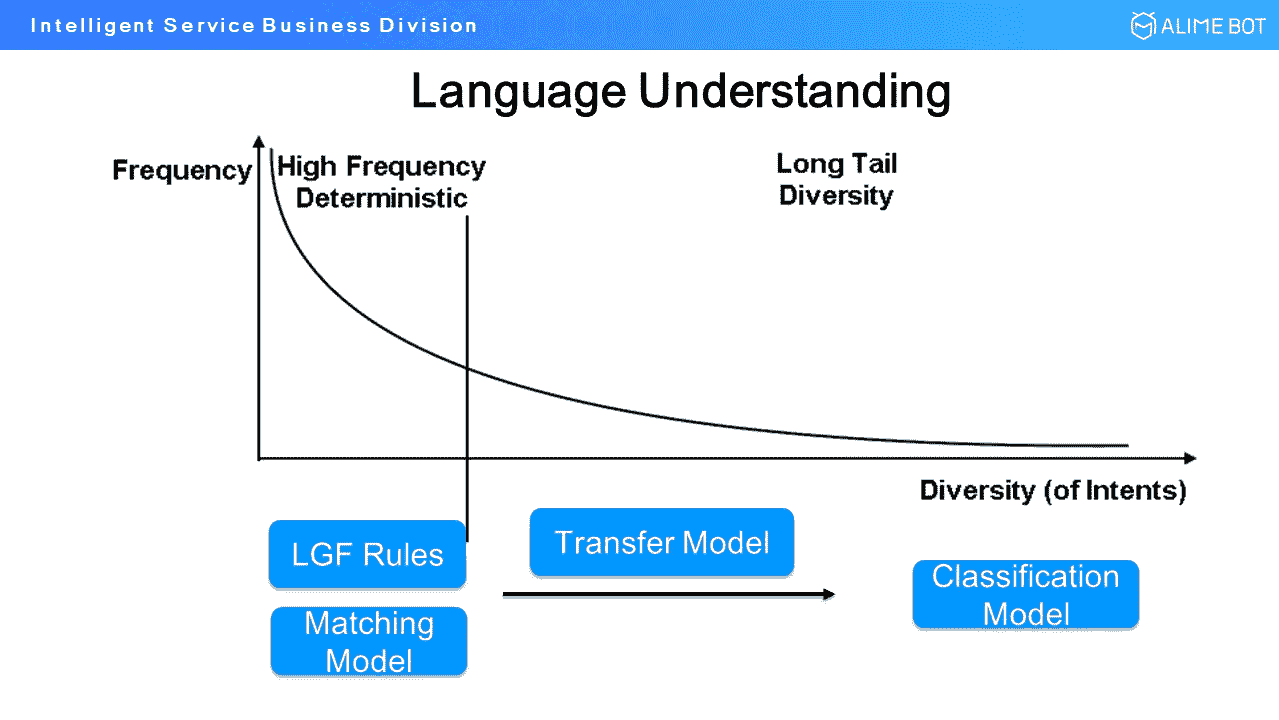 Intelligent Service Business Division
ALIME BOT
Language Understanding
Frequency
High Frequency
Deterministic
Long Tail
Diversity
Diversity (of Intents)
LGF Rules
Transfer Model
Classification
Model
Matching
Model